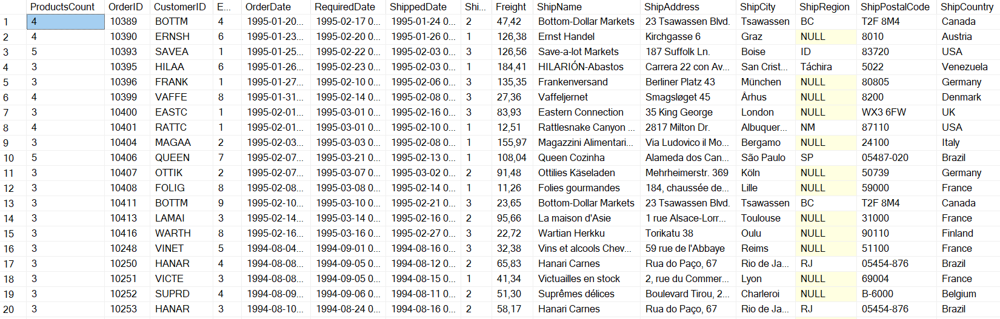 ProductsCount OrderID CustomerID E... OrderDate RequiredDate ShippedDate Shi... Freight ShipName ShipAddress ShipCity ShipRegion ShipPostalCode ShipCountry
1 4 10389 BOTTM 4 1995-01-20... 1995-02-17 0... 1995-01-24 0... 2 47,42 Bottom-Dollar Markets 23 Tsawassen Blvd. Tsawassen BC T2F 8M4 Canada
2 4 10390 ERNSH 6 1995-01-23... 1995-02-20 0... 1995-01-26 0... 1 126,38 Ernst Handel Kirchgasse 6 Graz NULL 8010 Austria
3 5 10393 SAVEA 1 1995-01-25... 1995-02-22 0... 1995-02-03 0... 3 126,56 Save-a-lot Markets 187 Suffolk Ln. Boise ID 83720 USA
4 3 10395 HILAA 6 1995-01-26... 1995-02-23 0... 1995-02-03 0... 1 184,41 HILARIÓN-Abastos Carrera 22 con Av... San Crist... Táchira 5022 Venezuela
5 3 10396 FRANK 1 1995-01-27... 1995-02-10 0... 1995-02-06 0... 3 135,35 Frankenversand Berliner Platz 43 München NULL 80805 Germany
6 4 10399 VAFFE 8 1995-01-31... 1995-02-14 0... 1995-02-08 0... 3 27,36 Vaffeljernet Smagsløget 45 Århus NULL 8200 Denmark
7 3 10400 EASTC 1 1995-02-01... 1995-03-01 0... 1995-02-16 0... 3 83,93 Eastern Connection 35 King George London NULL WX3 6FW UK
8 4 10401 RATTC 1 1995-02-01... 1995-03-01 0... 1995-02-10 0... 1 12,51 Rattlesnake Canyon ... 2817 Milton Dr. Albuquer... NM 87110 USA
9 3 10404 MAGAA 2 1995-02-03... 1995-03-03 0... 1995-02-08 0... 1 155,97 Magazzini Alimentari... Via Ludovico il Mo... Bergamo NULL 24100 Italy
10 5 10406 QUEEN 7 1995-02-07... 1995-03-21 0... 1995-02-13 0... 1 108,04 Queen Cozinha Alameda dos Can... São Paulo SP 05487-020 Brazil
11 3 10407 OTTIK 2 1995-02-07... 1995-03-07 0... 1995-03-02 0... 2 91,48 Ottilies Käseladen Mehrheimerstr. 369 Köln NULL 50739 Germany
12 3 10408 FOLIG 8 1995-02-08... 1995-03-08 0... 1995-02-14 0... 1 11,26 Folies gourmandes 184, chaussée de... Lille NULL 59000 France
13 3 10411 BOTTM 9 1995-02-10... 1995-03-10 0... 1995-02-21 0... 3 23,65 Bottom-Dollar Markets 23 Tsawassen Blvd. Tsawassen BC T2F 8M4 Canada
14 3 10413 LAMAI 3 1995-02-14... 1995-03-14 0... 1995-02-16 0... 2 95,66 La maison d'Asie 1 rue Alsace-Lorr... Toulouse NULL 31000 France
15 3 10416 WARTH 8 1995-02-16... 1995-03-16 0... 1995-02-27 0... 3 22,72 Wartian Herkku Torikatu 38 Oulu NULL 90110 Finland
16 3 10248 VINET 5 1994-08-04... 1994-09-01 0... 1994-08-16 0... 3 32,38 Vins et alcools Chev... 59 rue de l'Abbaye Reims NULL 51100 France
17 3 10250 HANAR 4 1994-08-08... 1994-09-05 0... 1994-08-12 0... 2 65,83 Hanari Carnes Rua do Paço, 67 Rio de Ja... RJ 05454-876 Brazil
18 3 10251 VICTE 3 1994-08-08... 1994-09-05 0... 1994-08-15 0... 1 41,34 Victuailles en stock 2, rue du Commer... Lyon NULL 69004 France
19 3 10252 SUPRD 4 1994-08-09... 1994-09-06 0... 1994-08-11 0... 2 51,30 Suprêmes délices Boulevard Tirou, 2... Charleroi NULL B-6000 Belgium
20 3 10253 HANAR 3 1994-08-10... 1994-08-24 0... 1994-08-16 0... 2 58,17 Hanari Carnes Rua do Paço, 67 Rio de Ja... RJ 05454-876 Brazil